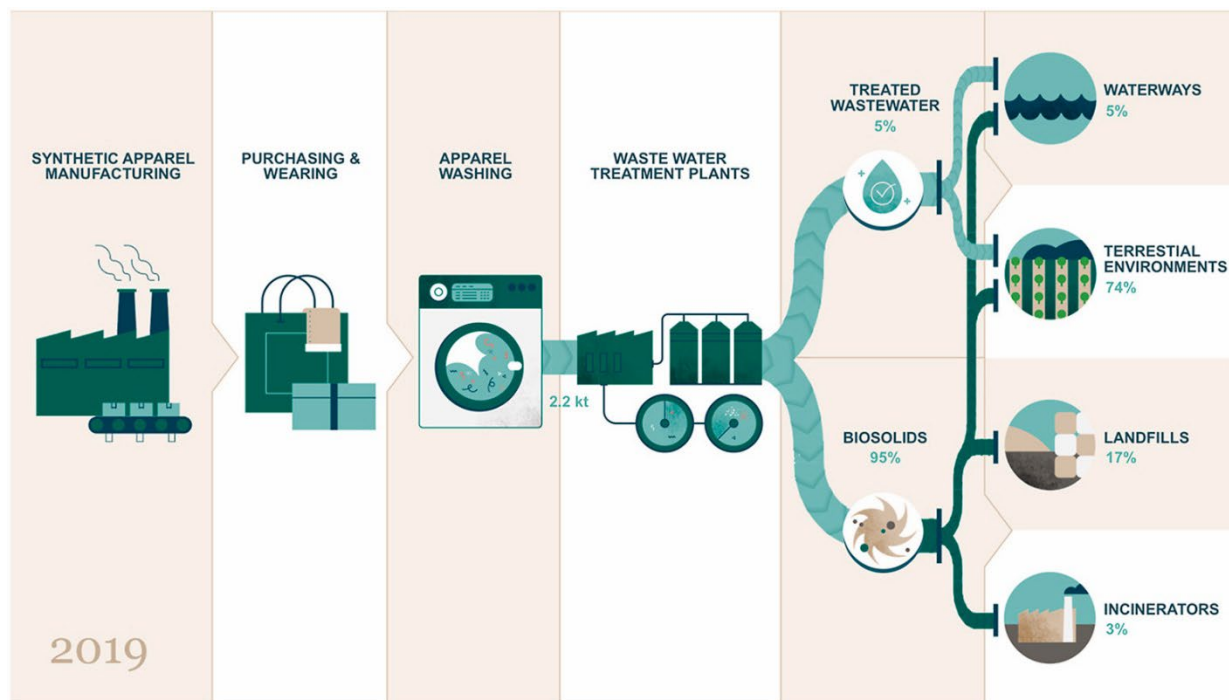 SYNTHETIC APPAREL
MANUFACTURING
PURCHASING &
WEARING
APPAREL
WASHING
WASTE WATER
TREATMENT PLANTS
TREATED
WASTEWATER
5%
WATERWAYS
5%
TERRESTIAL
ENVIRONMENTS
74%
2.2 kt
BIOSOLIDS
95%
LANDFILLS
17%
INCINERATORS
3%
2019